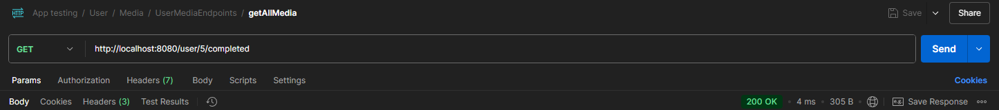 HTTP App testing / User / Media / UserMediaEndpoints / getAllMedia Save Share
GET http://localhost:8080/user/5/completed Send
Params Authorization Headers (7) Body Scripts Settings Cookies
Body Cookies Headers (3) Test Results 200 OK • 4 ms • 305 B • e.g. Save Response